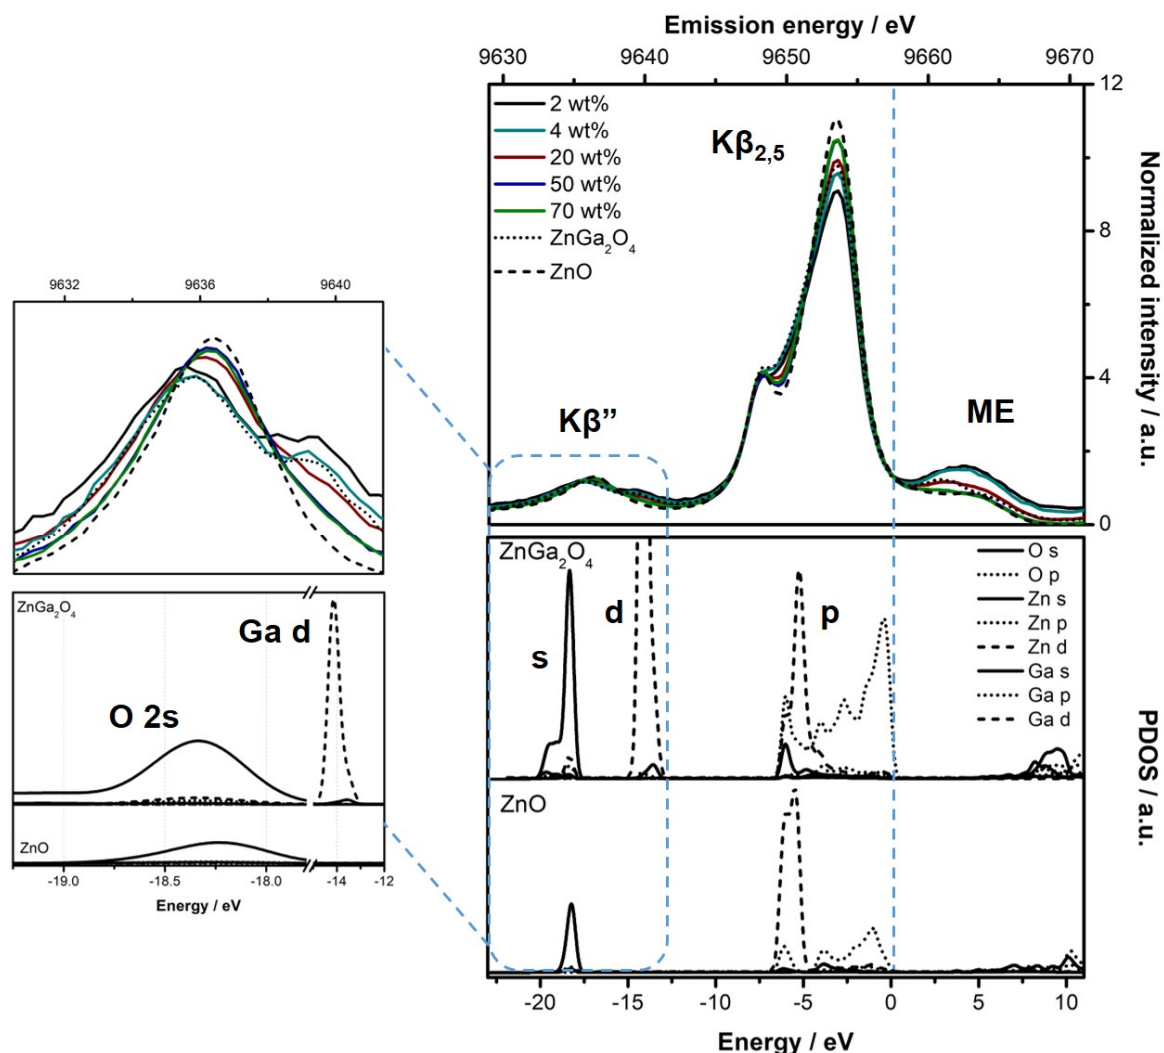 Emission energy / eV
9630 9640 9650 9660 9670
2 wt%
4 wt%
20 wt%
50 wt%
70 wt%
ZnGa₂O₄
ZnO
Kβ₂,₅
Kβ”
ME
12
8
4
0
Normalized intensity / a.u.
9632 9636 9640
ZnGa₂O₄
Ga d
O 2s
ZnO
-19.0 -18.5 -18.0 -14 -12
Energy / eV
ZnGa₂O₄
s
d
p
O s
O p
Zn s
Zn p
Zn d
Ga s
Ga p
Ga d
ZnO
PDOS / a.u.
-20 -15 -10 -5 0 5 10
Energy / eV